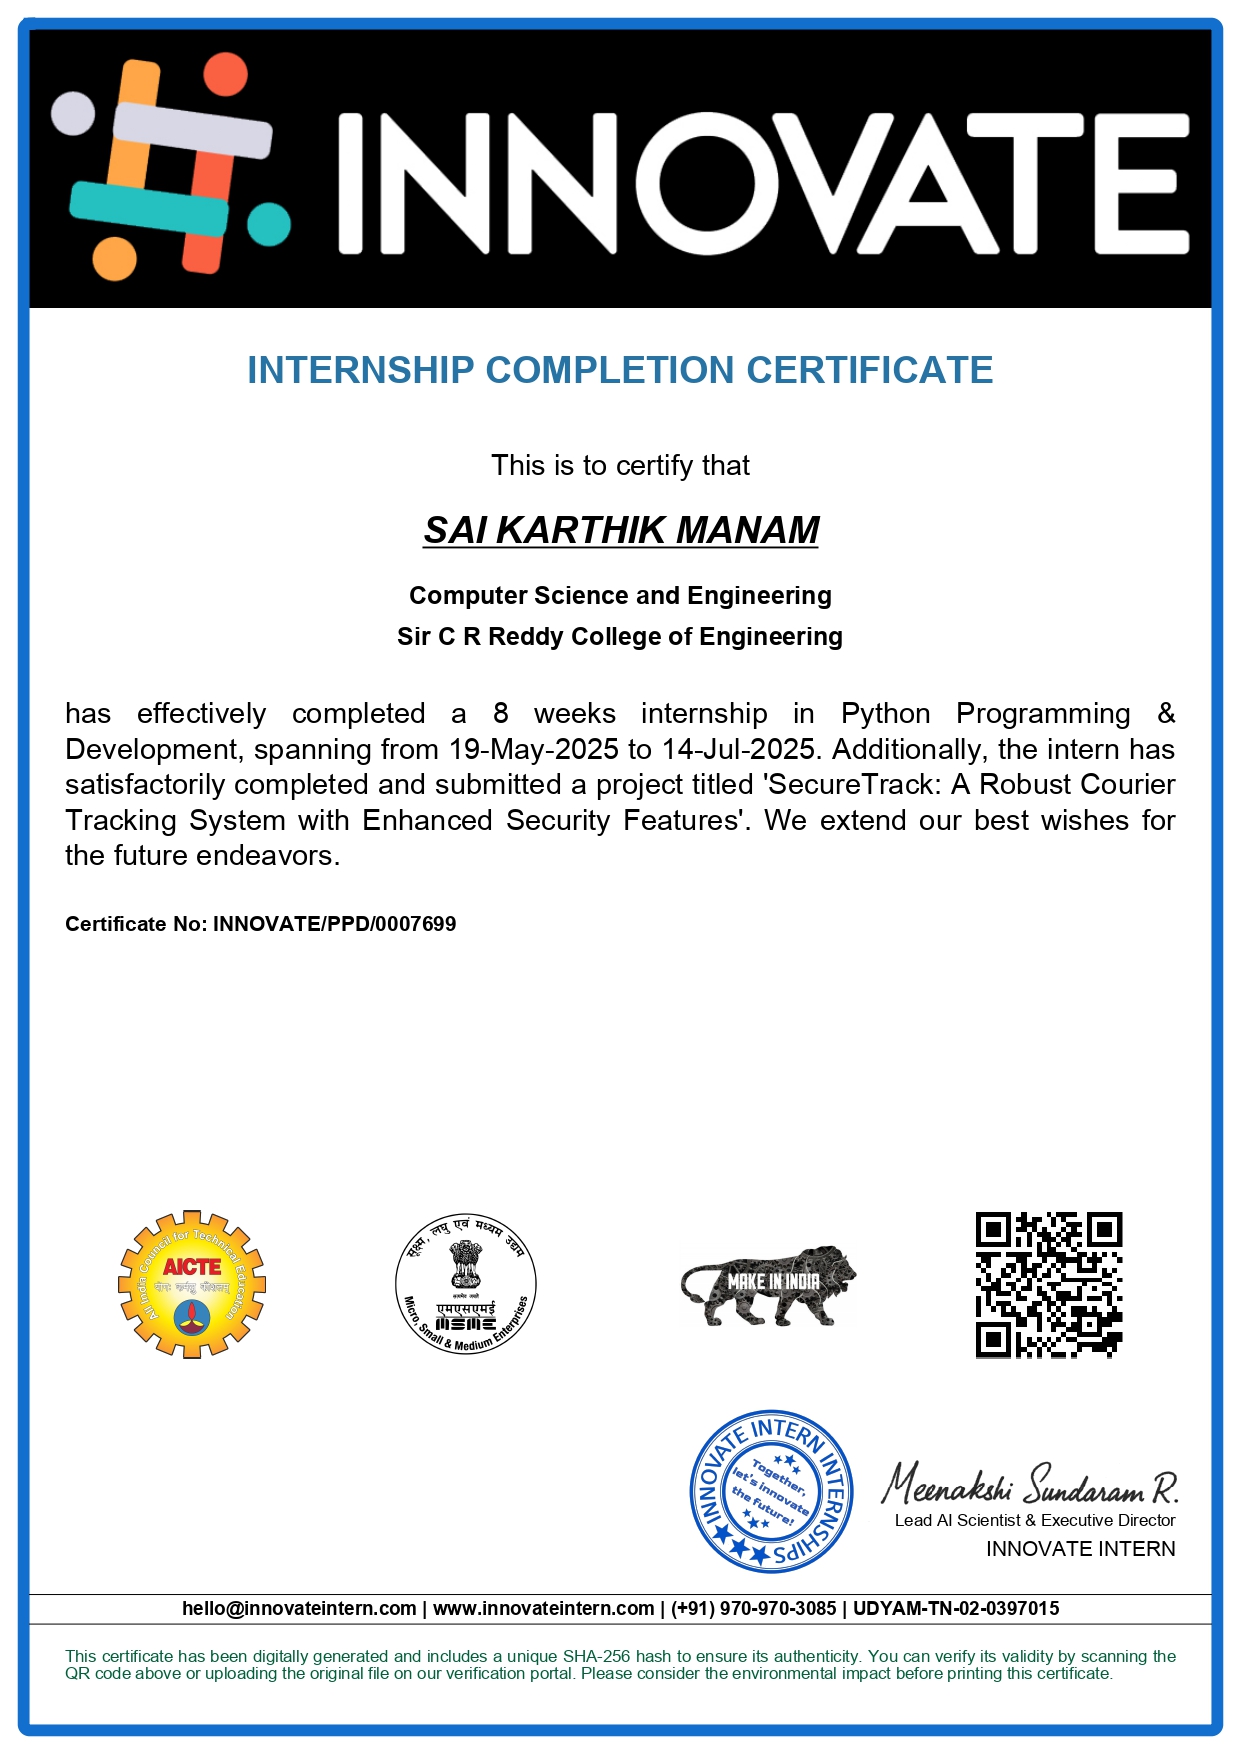 INNOVATE
INTERNSHIP COMPLETION CERTIFICATE
This is to certify that
SAI KARTHIK MANAM
Computer Science and Engineering
Sir C R Reddy College of Engineering
has effectively completed a 8 weeks internship in Python Programming &
Development, spanning from 19-May-2025 to 14-Jul-2025. Additionally, the intern has
satisfactorily completed and submitted a project titled 'SecureTrack: A Robust Courier
Tracking System with Enhanced Security Features'. We extend our best wishes for
the future endeavors.
Certificate No: INNOVATE/PPD/0007699
All India Council for Technical Education
AICTE
सूक्ष्म, लघु एवं मध्यम उद्यम
एमएसएमई
MSME
Micro, Small & Medium Enterprises
MAKE IN INDIA
INNOVATE INTERN INTERNSHIPS
Together,
let's innovate
the future!
Meenakshi Sundaram R.
Lead AI Scientist & Executive Director
INNOVATE INTERN
hello@innovateintern.com | www.innovateintern.com | (+91) 970-970-3085 | UDYAM-TN-02-0397015
This certificate has been digitally generated and includes a unique SHA-256 hash to ensure its authenticity. You can verify its validity by scanning the
QR code above or uploading the original file on our verification portal. Please consider the environmental impact before printing this certificate.